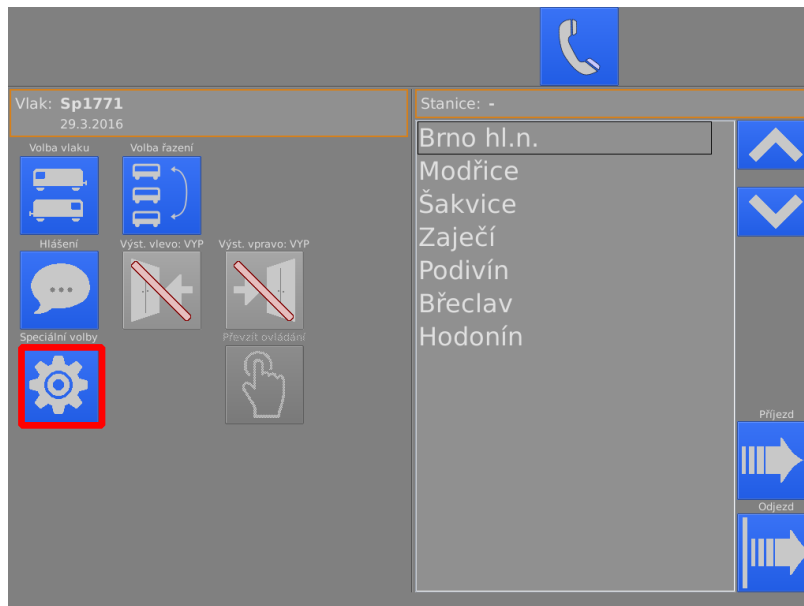 Vlak: Sp1771
29.3.2016
Stanice: -
Volba vlaku
Volba řazení
Hlášení
Výst. vlevo: VYP
Výst. vpravo: VYP
Speciální volby
Převzít ovládání
Brno hl.n.
Modřice
Šakvice
Zaječí
Podivín
Břeclav
Hodonín
Příjezd
Odjezd